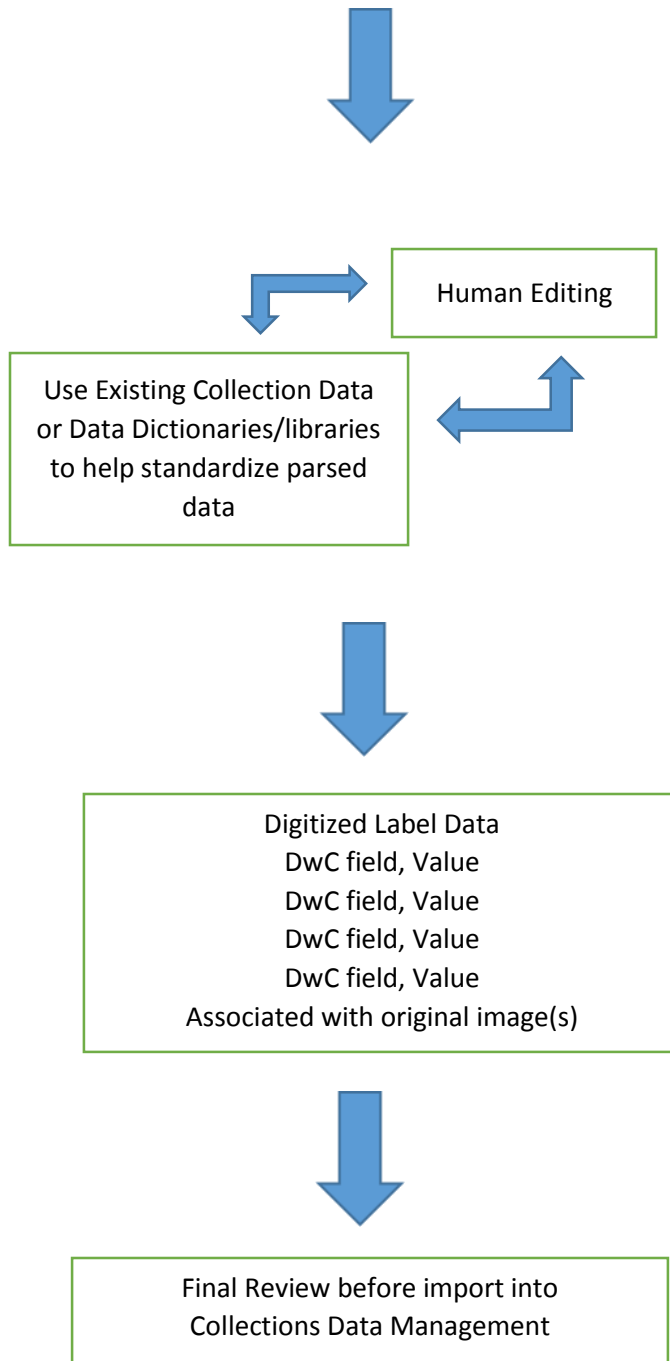 Human Editing
Use Existing Collection Data
or Data Dictionaries/libraries
to help standardize parsed
data
Digitized Label Data
DwC field, Value
DwC field, Value
DwC field, Value
DwC field, Value
Associated with original image(s)
Final Review before import into
Collections Data Management